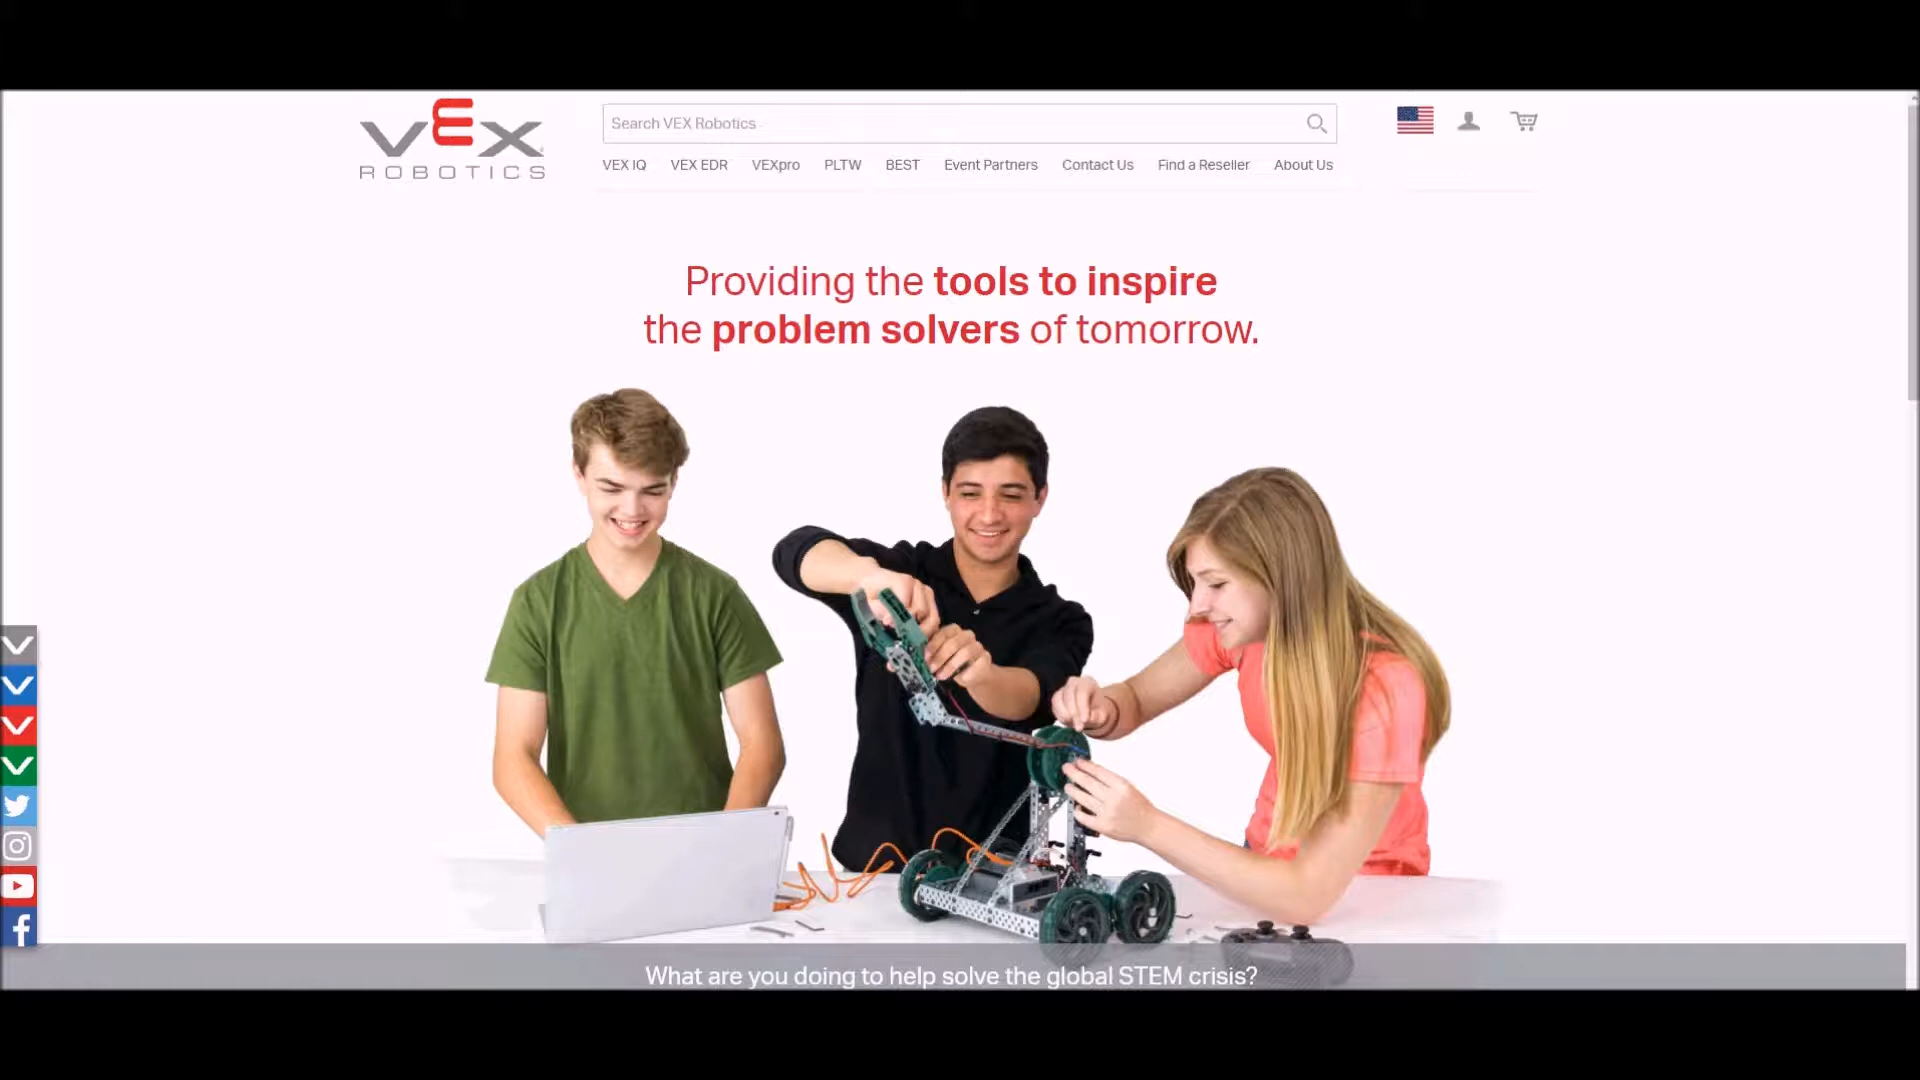 VEX
ROBOTICS
Search VEX Robotics
VEX IQ VEX EDR VEXpro PLTW BEST Event Partners Contact Us Find a Reseller About Us
Providing the tools to inspire
the problem solvers of tomorrow.
What are you doing to help solve the global STEM crisis?